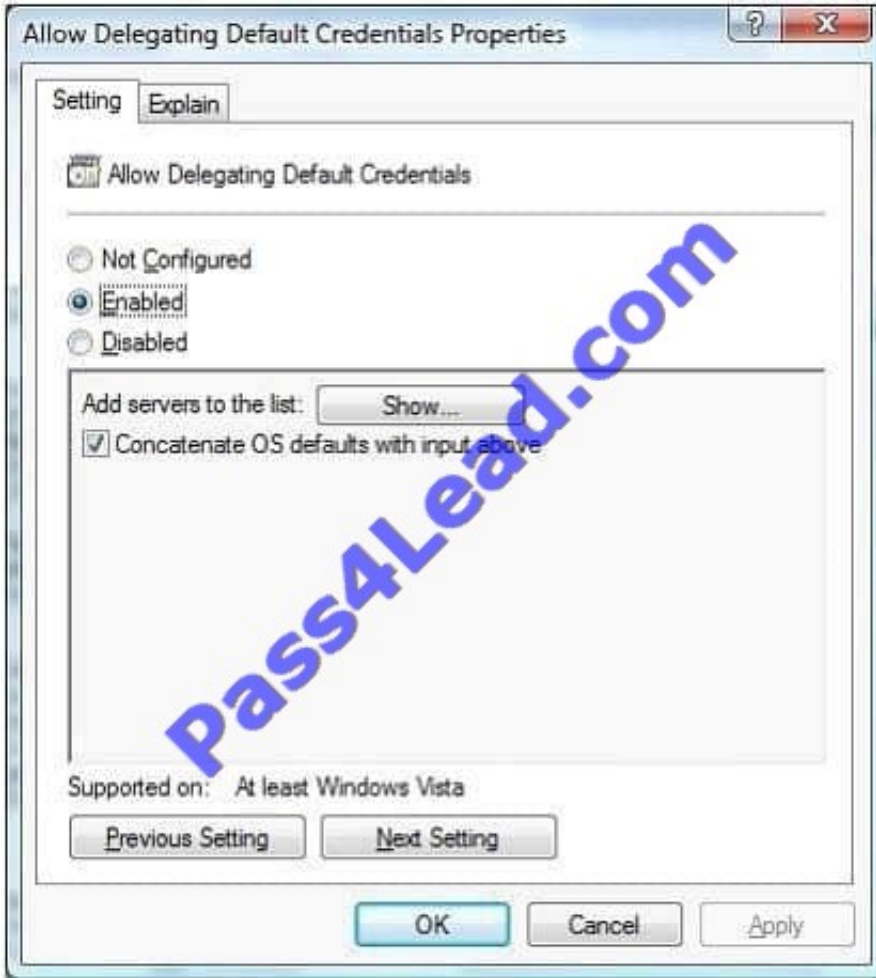 Allow Delegating Default Credentials Properties
?
X
Setting
Explain
Allow Delegating Default Credentials
Not Configured
Enabled
Disabled
Add servers to the list:
Show...
Concatenate OS defaults with input above
Pass4Lead.com
Supported on: At least Windows Vista
Previous Setting
Next Setting
OK
Cancel
Apply